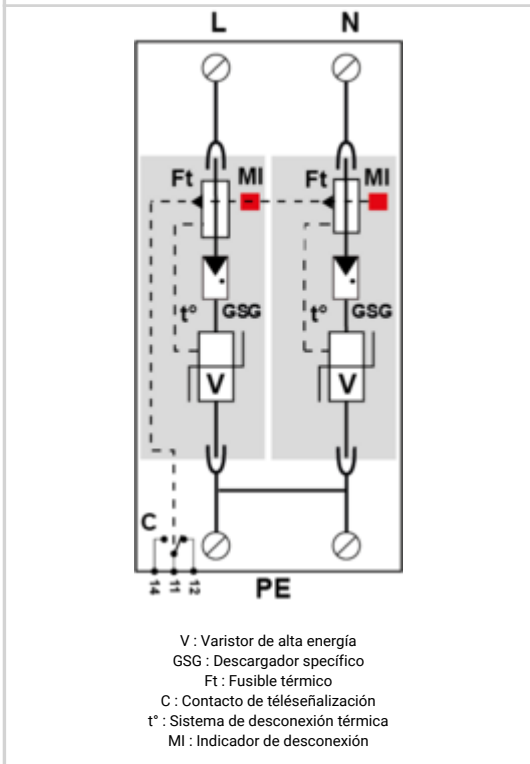 L N
Ft MI Ft MI
t° GSG t° GSG
V V
C
14 11 12
PE
V : Varistor de alta energía
GSG : Descargador específico
Ft : Fusible térmico
C : Contacto de téléseñalización
t° : Sistema de desconexión térmica
MI : Indicador de desconexión